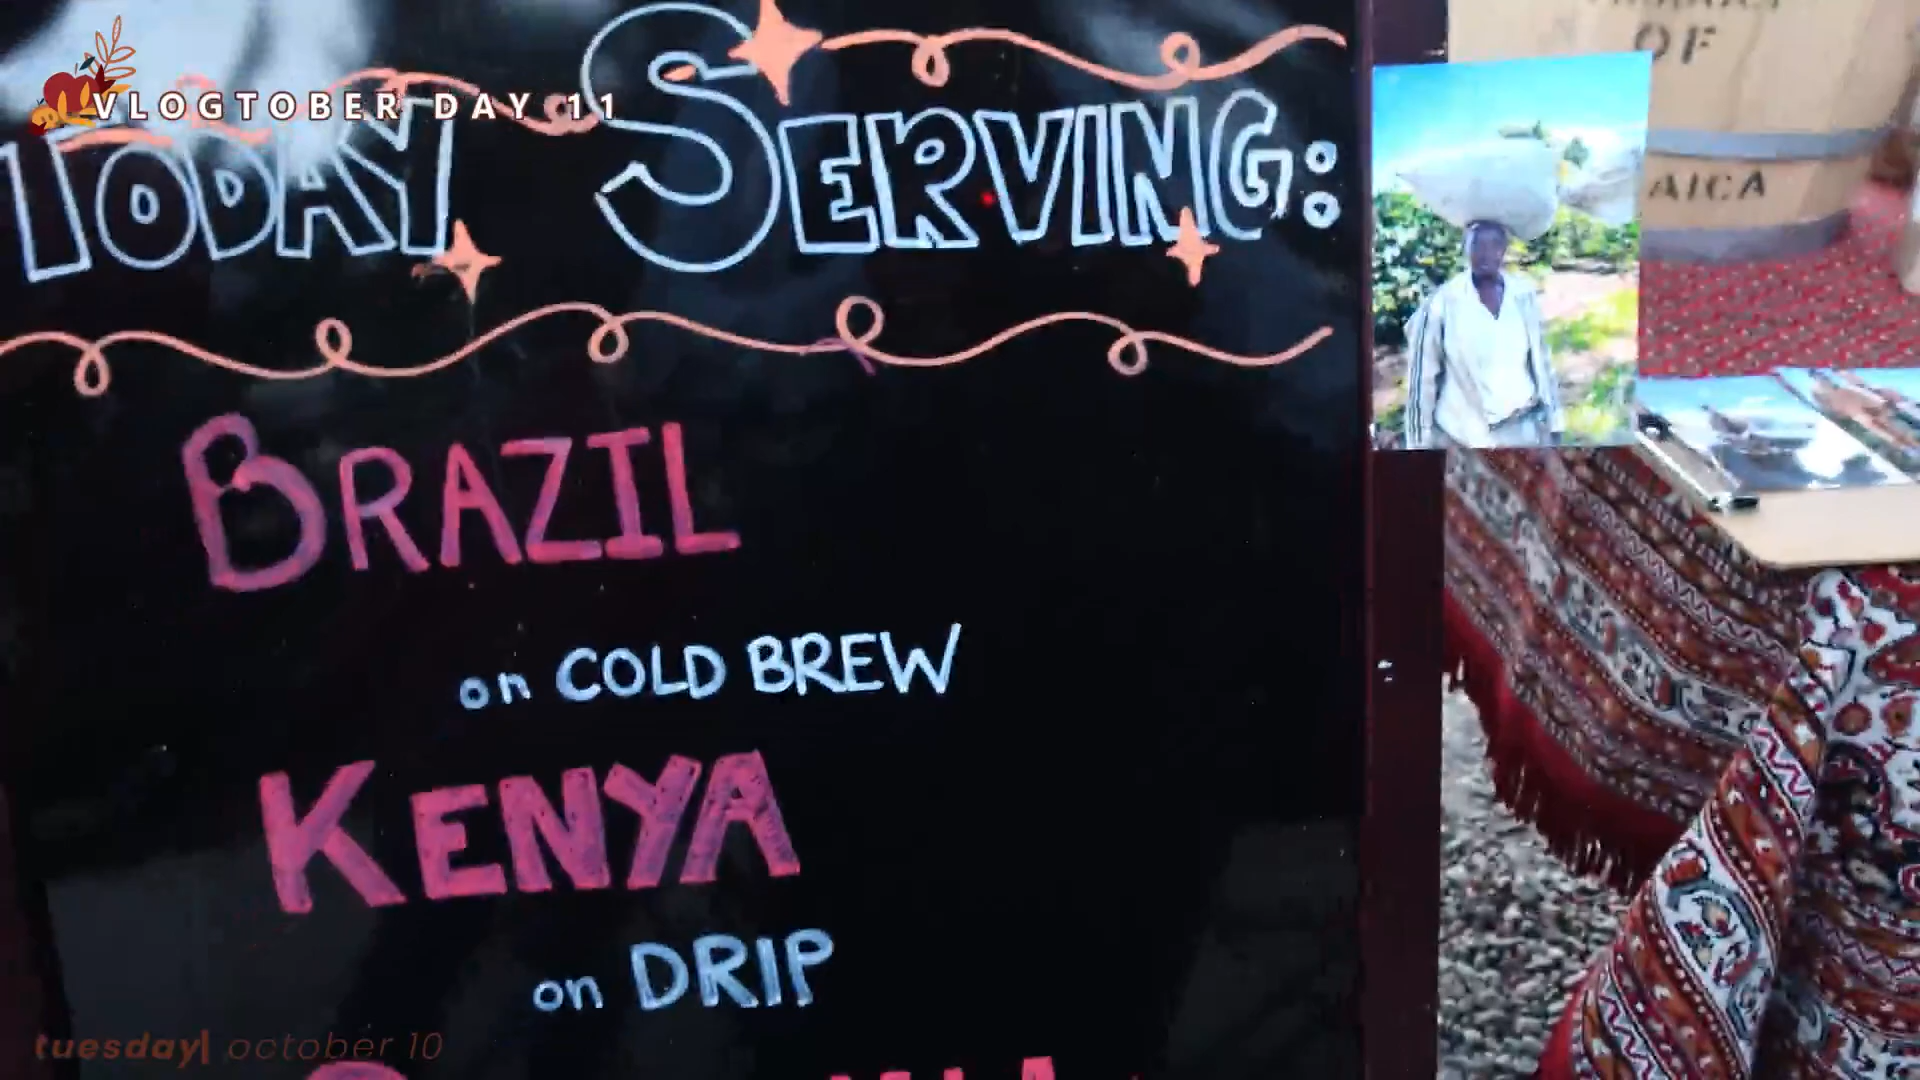 VLOGTOBER DAY 11
TODAY SERVING:
OF
AICA
BRAZIL
on COLD BREW
KENYA
on DRIP
tuesday| october 10